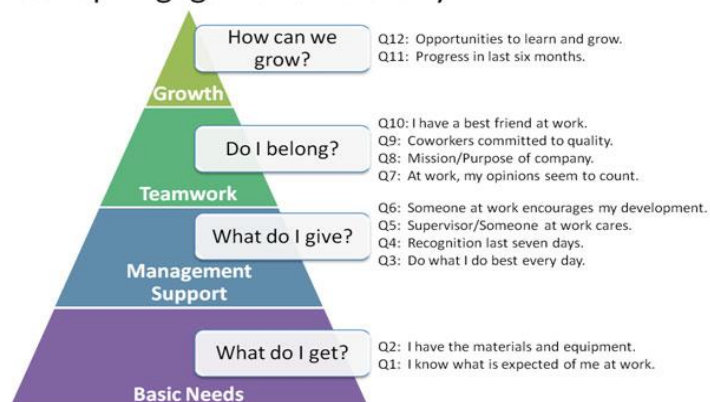 How can we
grow?
Q12: Opportunities to learn and grow.
Q11: Progress in last six months.
Growth
Do I belong?
Q10: I have a best friend at work.
Q9: Coworkers committed to quality.
Q8: Mission/Purpose of company.
Q7: At work, my opinions seem to count.
Teamwork
What do I give?
Q6: Someone at work encourages my development.
Q5: Supervisor/Someone at work cares.
Q4: Recognition last seven days.
Q3: Do what I do best every day.
Management
Support
What do I get?
Q2: I have the materials and equipment.
Q1: I know what is expected of me at work.
Basic Needs